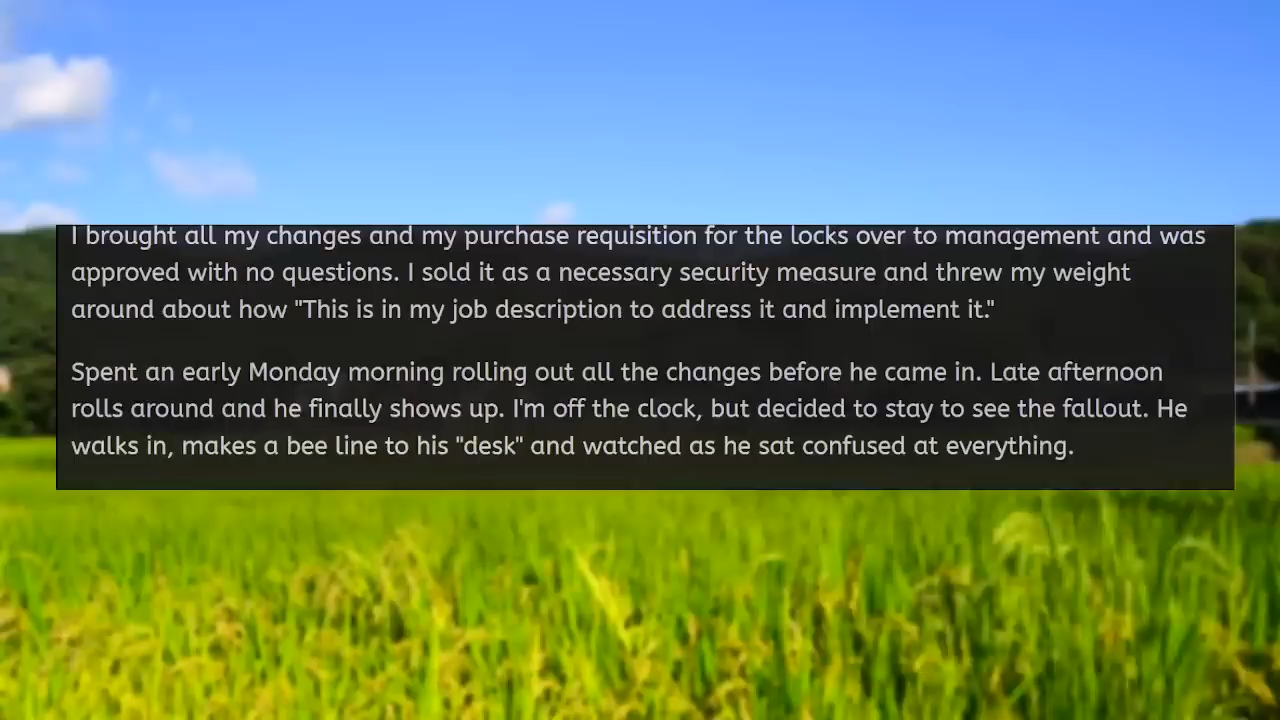 I brought all my changes and my purchase requisition for the locks over to management and was
approved with no questions. I sold it as a necessary security measure and threw my weight
around about how "This is in my job description to address it and implement it."
Spent an early Monday morning rolling out all the changes before he came in. Late afternoon
rolls around and he finally shows up. I'm off the clock, but decided to stay to see the fallout. He
walks in, makes a bee line to his "desk" and watched as he sat confused at everything.